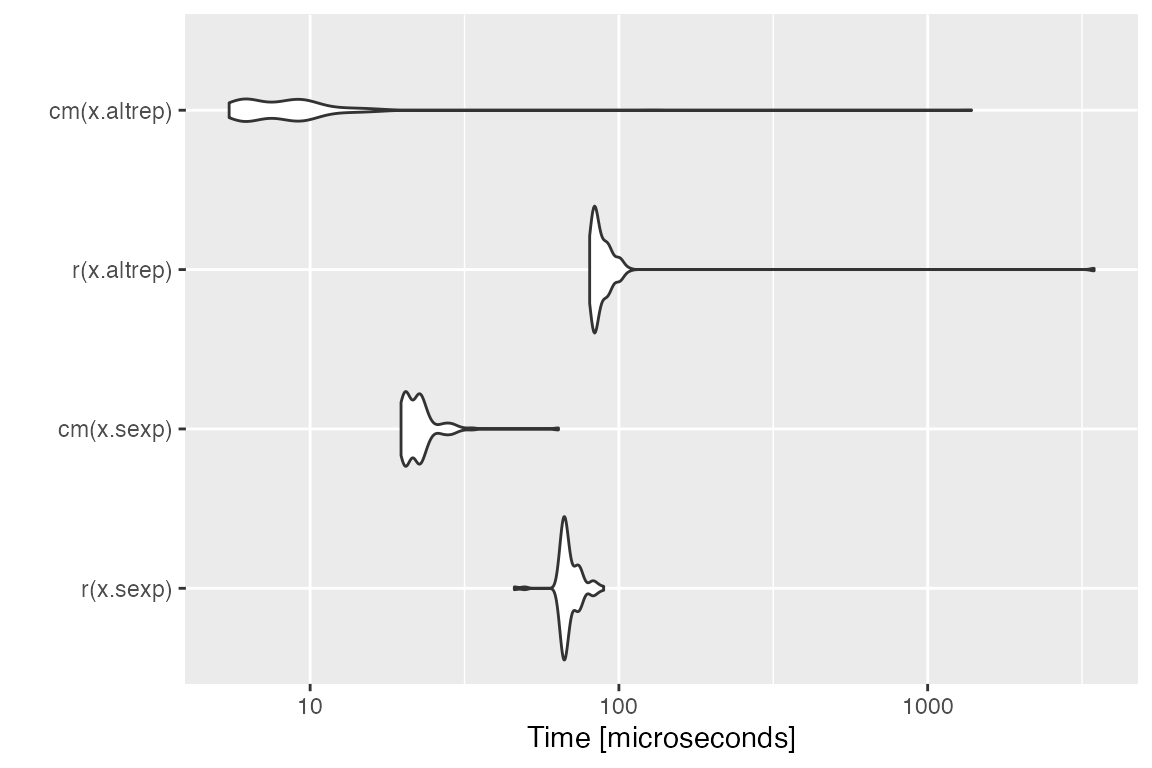 cm(x.altrep)
r(x.altrep)
cm(x.sexp)
r(x.sexp)
10 100 1000
Time [microseconds]